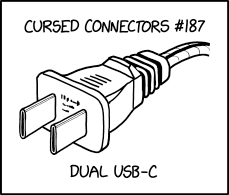 CURSED CONNECTORS #187
DUAL USB-C